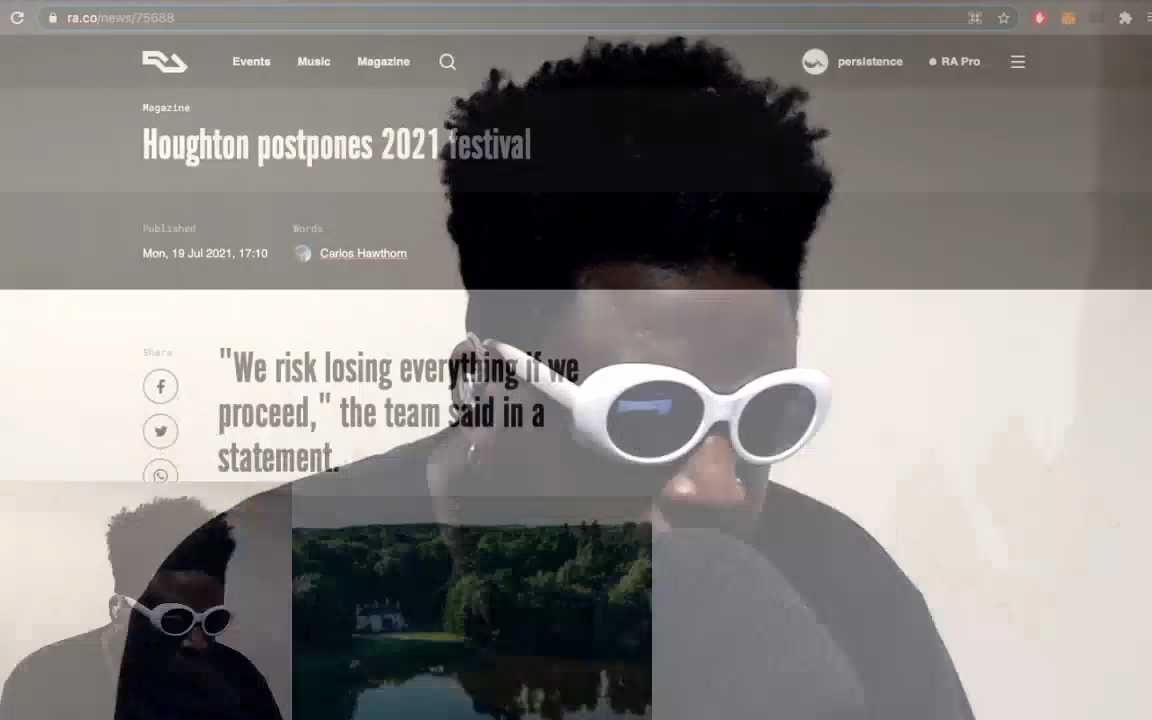 ra.co/news/75688
Events Music Magazine persistence RA Pro
Magazine
Houghton postpones 2021 festival
Published Words
Mon, 19 Jul 2021, 17:10 Carlos Hawthorn
Share
"We risk losing everything if we
proceed," the team said in a
statement.